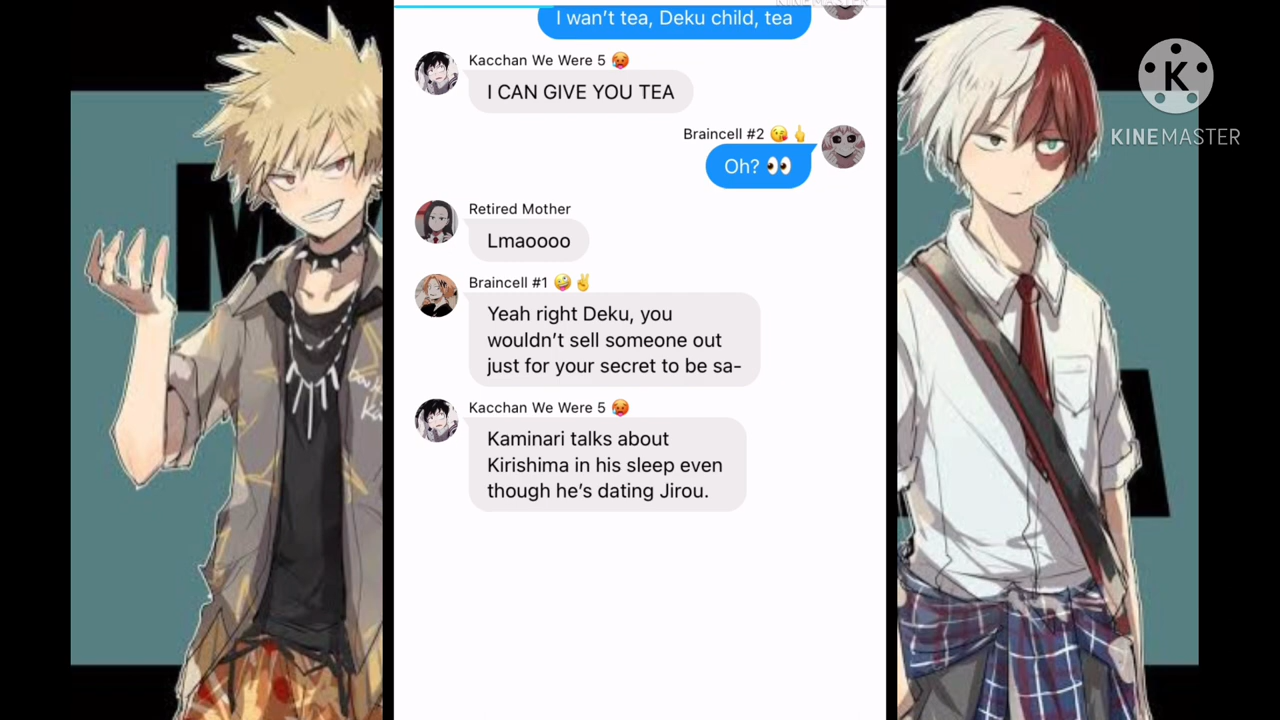 KINEMASTER
I wan't tea, Deku child, tea
Kacchan We Were 5 🥵
I CAN GIVE YOU TEA
Braincell #2 😘🖕
Oh? 👀
Retired Mother
Lmaoooo
Braincell #1 🤪✌️
Yeah right Deku, you
wouldn't sell someone out
just for your secret to be sa-
Kacchan We Were 5 🥵
Kaminari talks about
Kirishima in his sleep even
though he's dating Jirou.
K
KINEMASTER
M